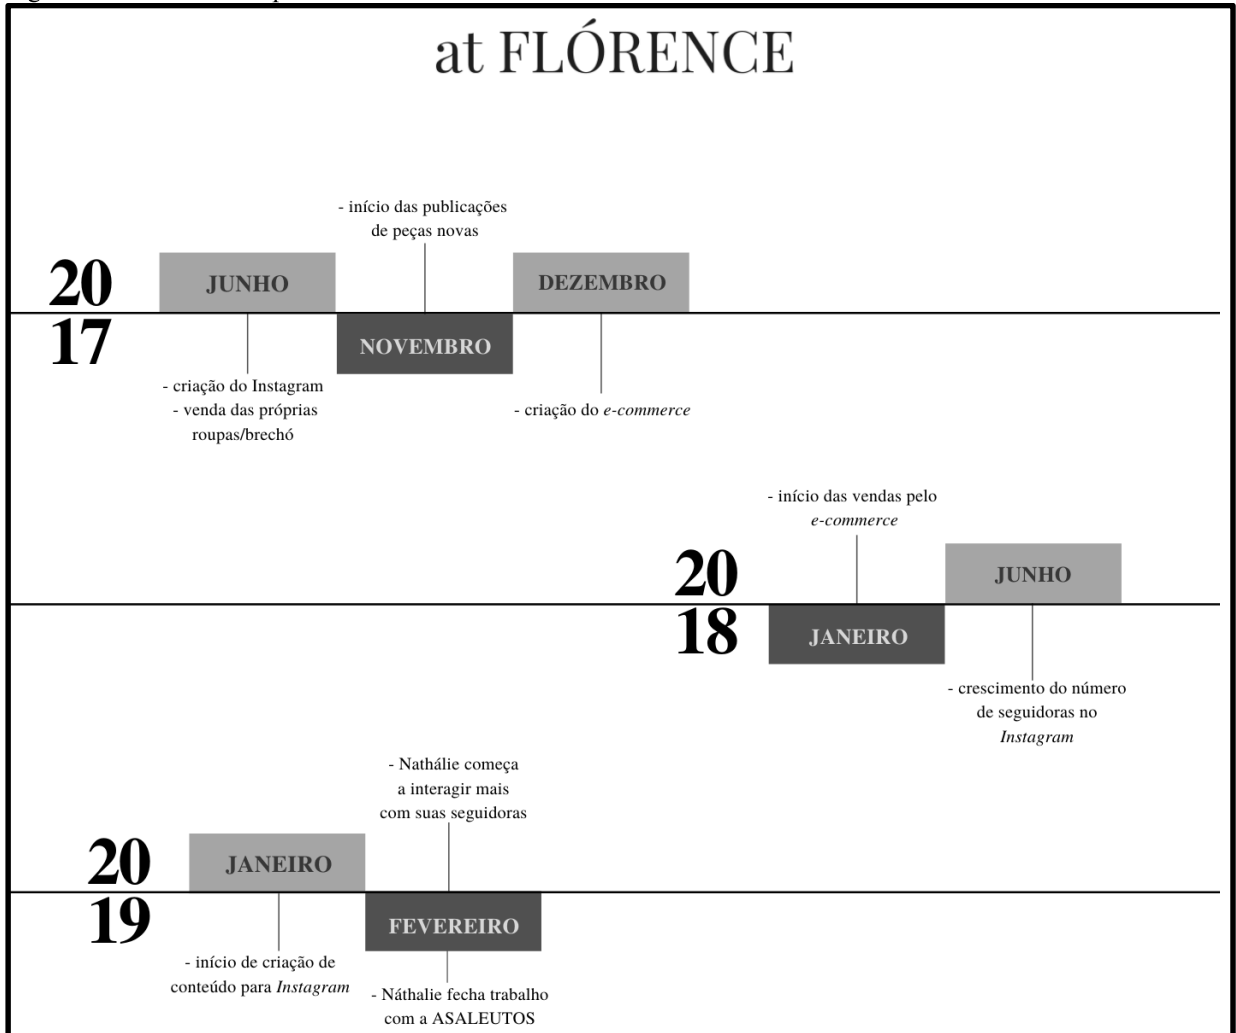 at FLÓRENCE
- início das publicações
de peças novas
20
17
JUNHO
NOVEMBRO
DEZEMBRO
- criação do Instagram
- venda das próprias
roupas/brechó
- criação do e-commerce
- início das vendas pelo
e-commerce
20
18
JANEIRO
JUNHO
- crescimento do número
de seguidoras no
Instagram
- Nathálie começa
a interagir mais
com suas seguidoras
20
19
JANEIRO
FEVEREIRO
- início de criação de
conteúdo para Instagram
- Náthalie fecha trabalho
com a ASALEUTOS